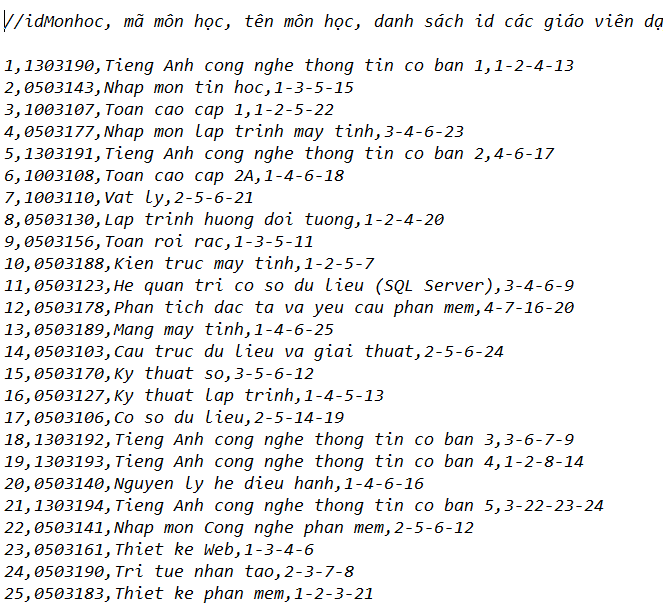 //idMonhoc, mã môn học, tên môn học, danh sách id các giáo viên dạ
1,1303190,Tieng Anh cong nghe thong tin co ban 1,1-2-4-13
2,0503143,Nhap mon tin hoc,1-3-5-15
3,1003107,Toan cao cap 1,1-2-5-22
4,0503177,Nhap mon lap trinh may tinh,3-4-6-23
5,1303191,Tieng Anh cong nghe thong tin co ban 2,4-6-17
6,1003108,Toan cao cap 2A,1-4-6-18
7,1003110,Vat ly,2-5-6-21
8,0503130,Lap trinh huong doi tuong,1-2-4-20
9,0503156,Toan roi rac,1-3-5-11
10,0503188,Kien truc may tinh,1-2-5-7
11,0503123,He quan tri co so du lieu (SQL Server),3-4-6-9
12,0503178,Phan tich dac ta va yeu cau phan mem,4-7-16-20
13,0503189,Mang may tinh,1-4-6-25
14,0503103,Cau truc du lieu va giai thuat,2-5-6-24
15,0503170,Ky thuat so,3-5-6-12
16,0503127,Ky thuat lap trinh,1-4-5-13
17,0503106,Co so du lieu,2-5-14-19
18,1303192,Tieng Anh cong nghe thong tin co ban 3,3-6-7-9
19,1303193,Tieng Anh cong nghe thong tin co ban 4,1-2-8-14
20,0503140,Nguyen ly he dieu hanh,1-4-6-16
21,1303194,Tieng Anh cong nghe thong tin co ban 5,3-22-23-24
22,0503141,Nhap mon Cong nghe phan mem,2-5-6-12
23,0503161,Thiet ke Web,1-3-4-6
24,0503190,Tri tue nhan tao,2-3-7-8
25,0503183,Thiet ke phan mem,1-2-3-21